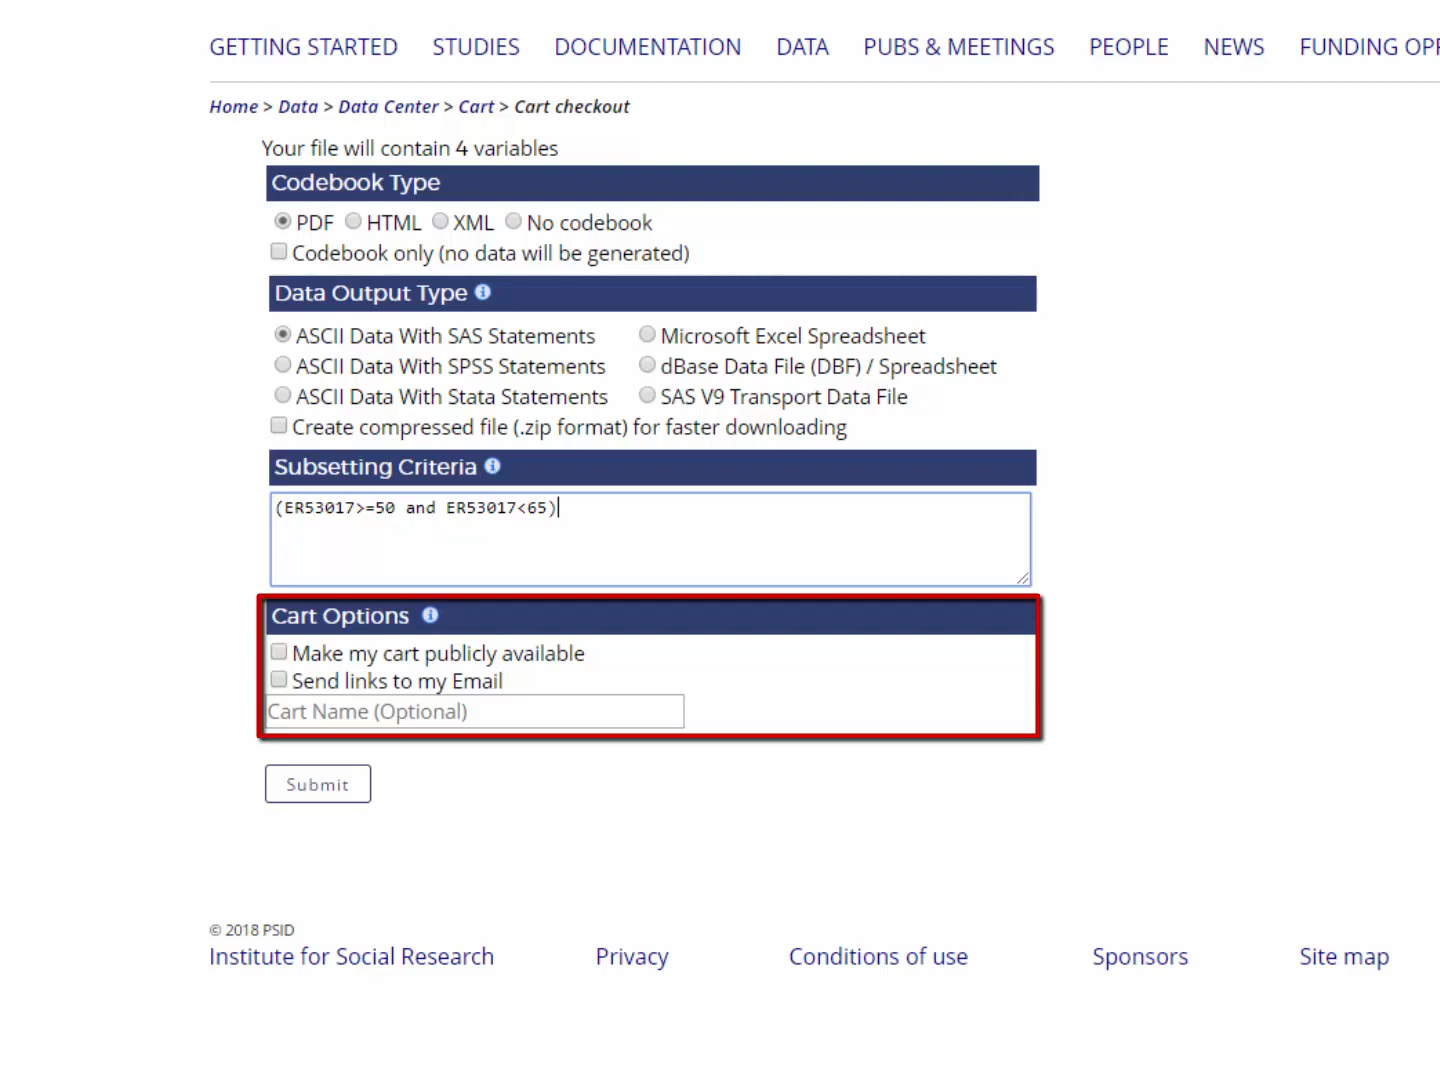 GETTING STARTED STUDIES DOCUMENTATION DATA PUBS & MEETINGS PEOPLE NEWS FUNDING
Home > Data > Data Center > Cart > Cart checkout
Your file will contain 4 variables
Codebook Type
PDF HTML XML No codebook
Codebook only (no data will be generated)
Data Output Type
ASCII Data With SAS Statements Microsoft Excel Spreadsheet
ASCII Data With SPSS Statements dBase Data File (DBF) / Spreadsheet
ASCII Data With Stata Statements SAS V9 Transport Data File
Create compressed file (.zip format) for faster downloading
Subsetting Criteria
(ER53017>=50 and ER53017<65)
Cart Options
Make my cart publicly available
Send links to my Email
Cart Name (Optional)
Submit
© 2018 PSID
Institute for Social Research Privacy Conditions of use Sponsors Site map